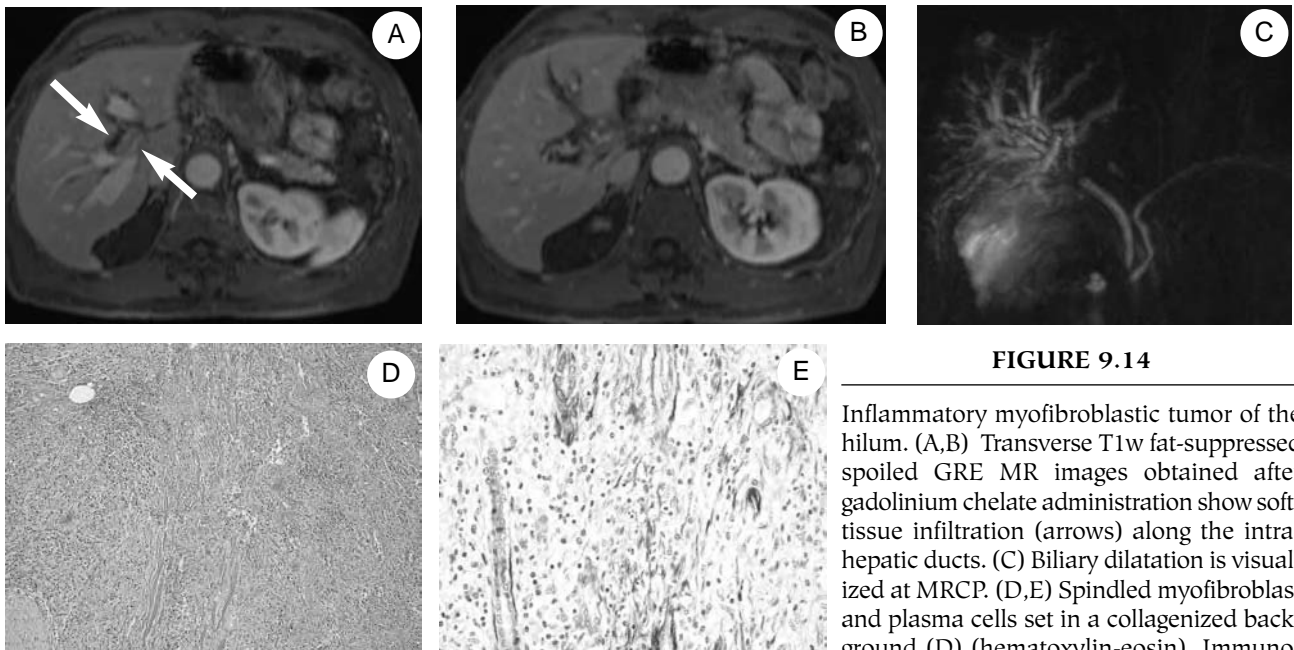 A
B
C
D
E
FIGURE 9.14
Inflammatory myofibroblastic tumor of the
hilum. (A,B) Transverse T1w fat-suppressed
spoiled GRE MR images obtained after
gadolinium chelate administration show soft
tissue infiltration (arrows) along the intra-
hepatic ducts. (C) Biliary dilatation is visual-
ized at MRCP. (D,E) Spindled myofibroblas
and plasma cells set in a collagenized back-
ground (D) (hematoxylin-eosin). Immuno-